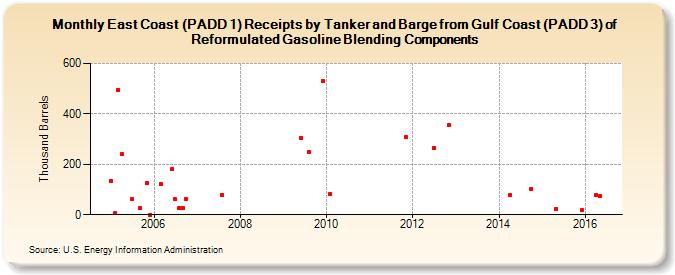 Monthly East Coast (PADD 1) Receipts by Tanker and Barge from Gulf Coast (PADD 3) of
Reformulated Gasoline Blending Components
Thousand Barrels
600
400
200
0
2006 2008 2010 2012 2014 2016
Source: U.S. Energy Information Administration